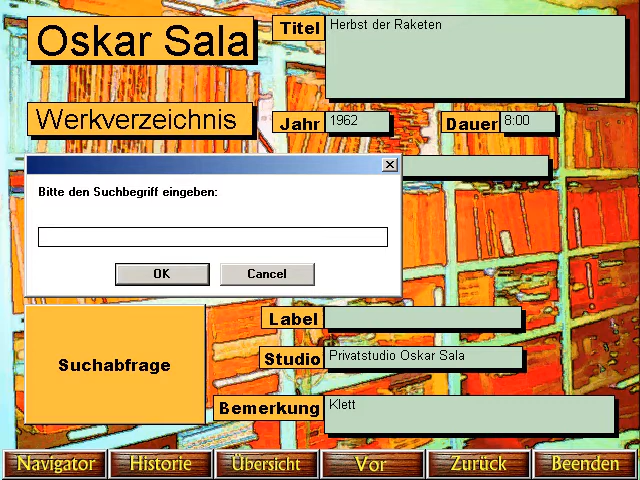 Oskar Sala
Titel
Herbst der Raketen
Werkverzeichnis
Jahr
1962
Dauer
8:00
Bitte den Suchbegriff eingeben:
OK
Cancel
Label
Suchabfrage
Studio
Privatstudio Oskar Sala
Bemerkung
Klett
Navigator
Historie
Übersicht
Vor
Zurück
Beenden